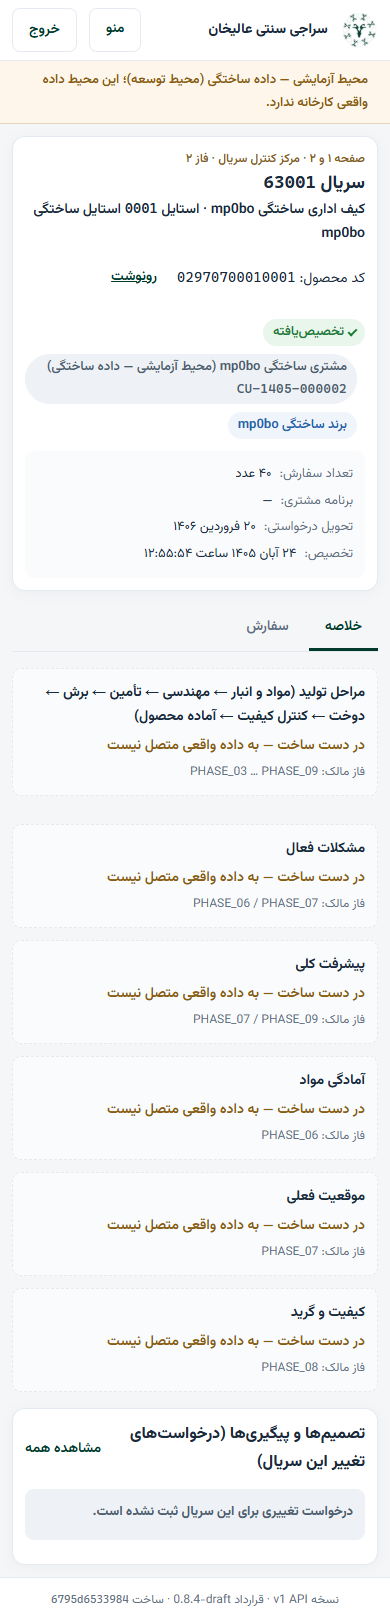 سراجی سنتی عالیخان
منو
خروج
محیط آزمایشی — داده ساختگی (محیط توسعه)؛ این محیط داده
واقعی کارخانه ندارد.
صفحه ۱ و ۲ · مرکز کنترل سریال · فاز ۲
سریال 63001
کیف اداری ساختگی mp0bo · استایل 0001 استایل ساختگی
mp0bo
کد محصول: 02970700010001
رونوشت
✓ تخصیص‌یافته
مشتری ساختگی mp0bo (محیط آزمایشی — داده ساختگی)
CU-1405-000002
برند ساختگی mp0bo
تعداد سفارش: ۴۰ عدد
برنامه مشتری: —
تحویل درخواستی: ۲۰ فروردین ۱۴۰۶
تخصیص: ۲۴ آبان ۱۴۰۵ ساعت ۱۲:۵۵:۵۴
خلاصه
سفارش
مراحل تولید (مواد و انبار ← مهندسی ← تأمین ← برش ←
دوخت ← کنترل کیفیت ← آماده محصول)
در دست ساخت — به داده واقعی متصل نیست
فاز مالک: PHASE_03 … PHASE_09
مشکلات فعال
در دست ساخت — به داده واقعی متصل نیست
فاز مالک: PHASE_06 / PHASE_07
پیشرفت کلی
در دست ساخت — به داده واقعی متصل نیست
فاز مالک: PHASE_07 / PHASE_09
آمادگی مواد
در دست ساخت — به داده واقعی متصل نیست
فاز مالک: PHASE_06
موقعیت فعلی
در دست ساخت — به داده واقعی متصل نیست
فاز مالک: PHASE_07
کیفیت و گرید
در دست ساخت — به داده واقعی متصل نیست
فاز مالک: PHASE_08
تصمیم‌ها و پیگیری‌ها (درخواست‌های
تغییر این سریال)
مشاهده همه
درخواست تغییری برای این سریال ثبت نشده است.
نسخه v1 API · قرارداد 0.8.4-draft · ساخت 6795d6533984